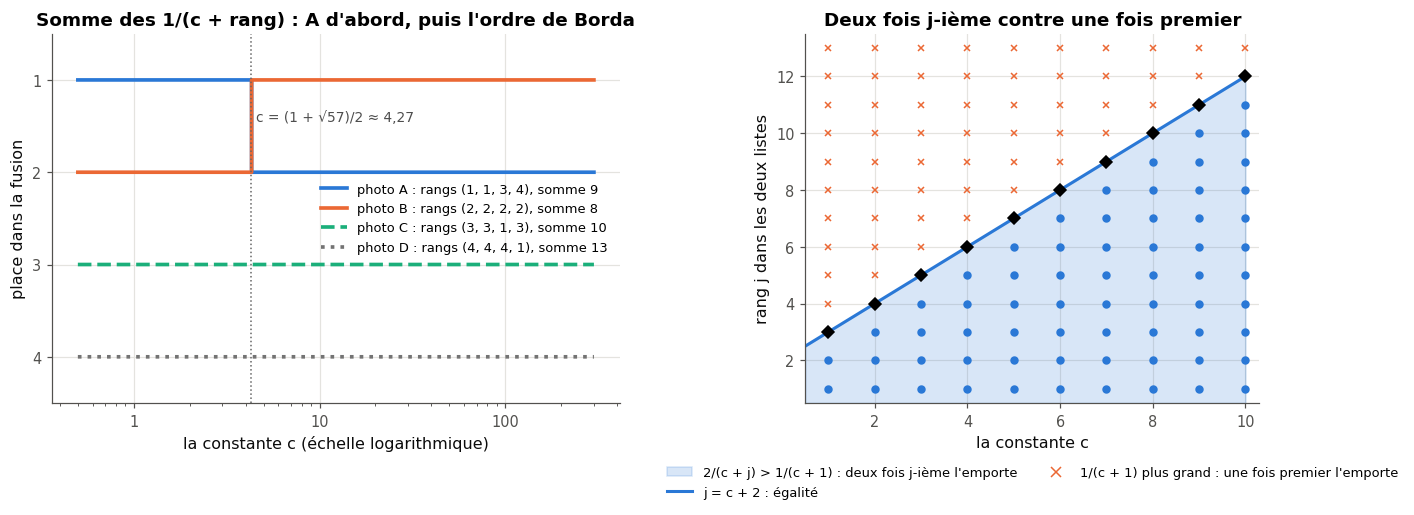 Somme des 1/(c + rang) : A d'abord, puis l'ordre de Borda
place dans la fusion
1
2
3
4
c = (1 + √57)/2 ≈ 4,27
photo A : rangs (1, 1, 3, 4), somme 9
photo B : rangs (2, 2, 2, 2), somme 8
photo C : rangs (3, 3, 1, 3), somme 10
photo D : rangs (4, 4, 4, 1), somme 13
1 10 100
la constante c (échelle logarithmique)
Deux fois j-ième contre une fois premier
rang j dans les deux listes
12
10
8
6
4
2
2 4 6 8 10
la constante c
2/(c + j) > 1/(c + 1) : deux fois j-ième l'emporte
j = c + 2 : égalité
1/(c + 1) plus grand : une fois premier l'emporte